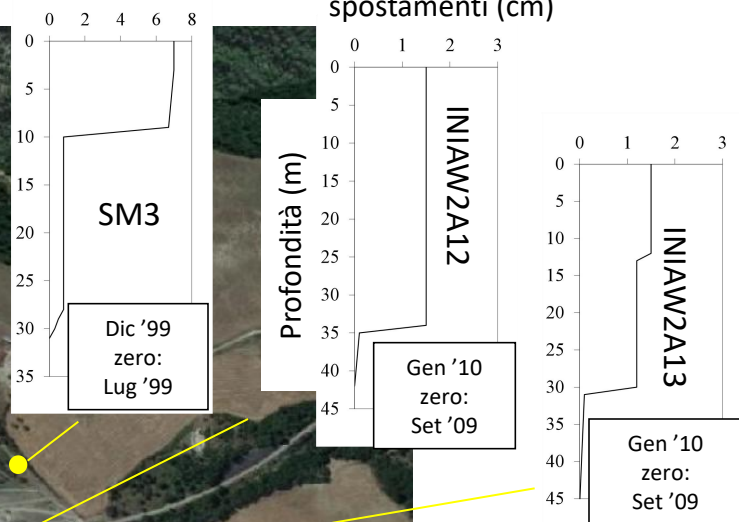 spostamenti (cm)
0 2 4 6 8
0
5
10
15
20
25
30
35
SM3
Dic ’99
zero:
Lug ’99
Profondità (m)
0 1 2 3
0
5
10
15
20
25
30
35
40
45
INIAW2A12
Gen ’10
zero:
Set ’09
0 1 2 3
0
5
10
15
20
25
30
35
40
45
INIAW2A13
Gen ’10
zero:
Set ’09